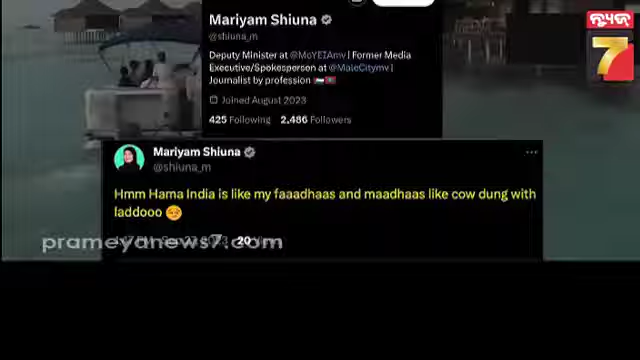 Mariyam Shiuna
ନ୍ୟୁଜ୍
7
@shiuna_m
Deputy Minister at @MoYEIAmv | Former Media
Executive/Spokesperson at @MaleCitymv |
Journalist by profession
Joined August 2023
425 Following 2,486 Followers
Mariyam Shiuna
@shiuna_m
Hmm Hama India is like my faaadhaas and maadhaas like cow dung with
laddooo
prameyanews7.com
20